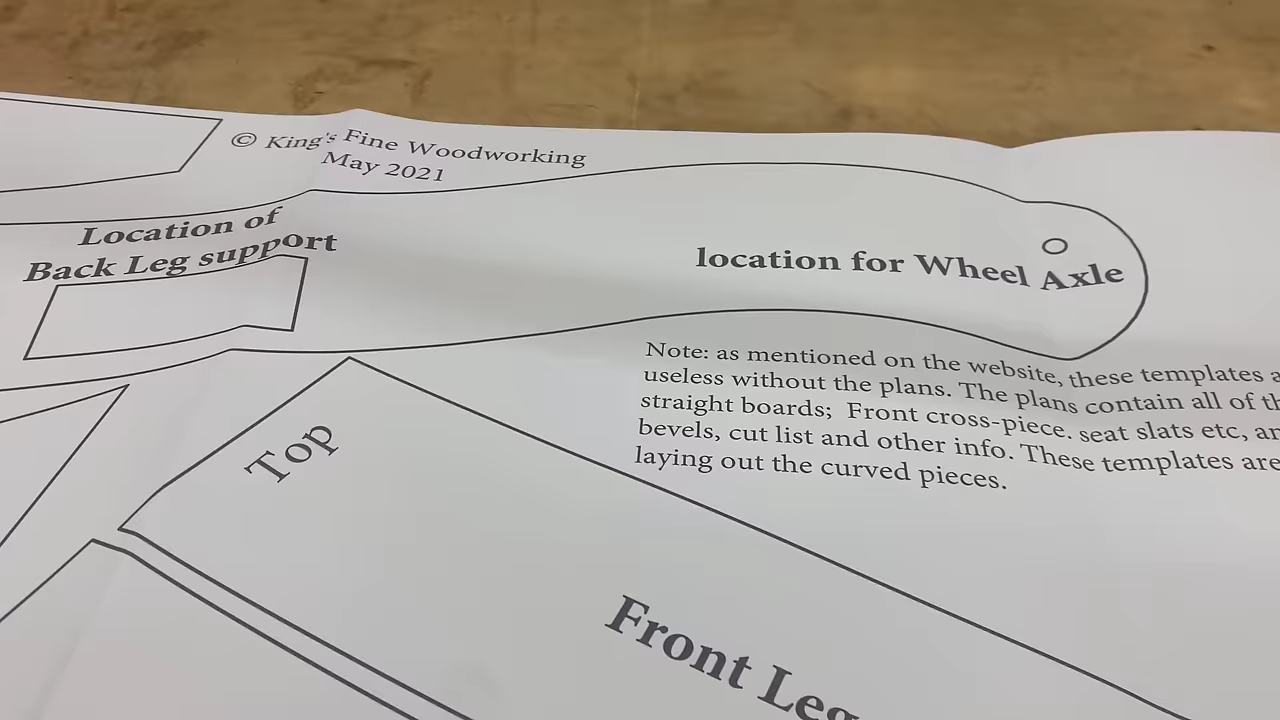 © King's Fine Woodworking
May 2021
Location of
Back Leg support
location for Wheel Axle
Note: as mentioned on the website, these templates
useless without the plans. The plans contain all of
straight boards; Front cross-piece. seat slats etc,
bevels, cut list and other info. These templates are
laying out the curved pieces.
Top
Front Leg